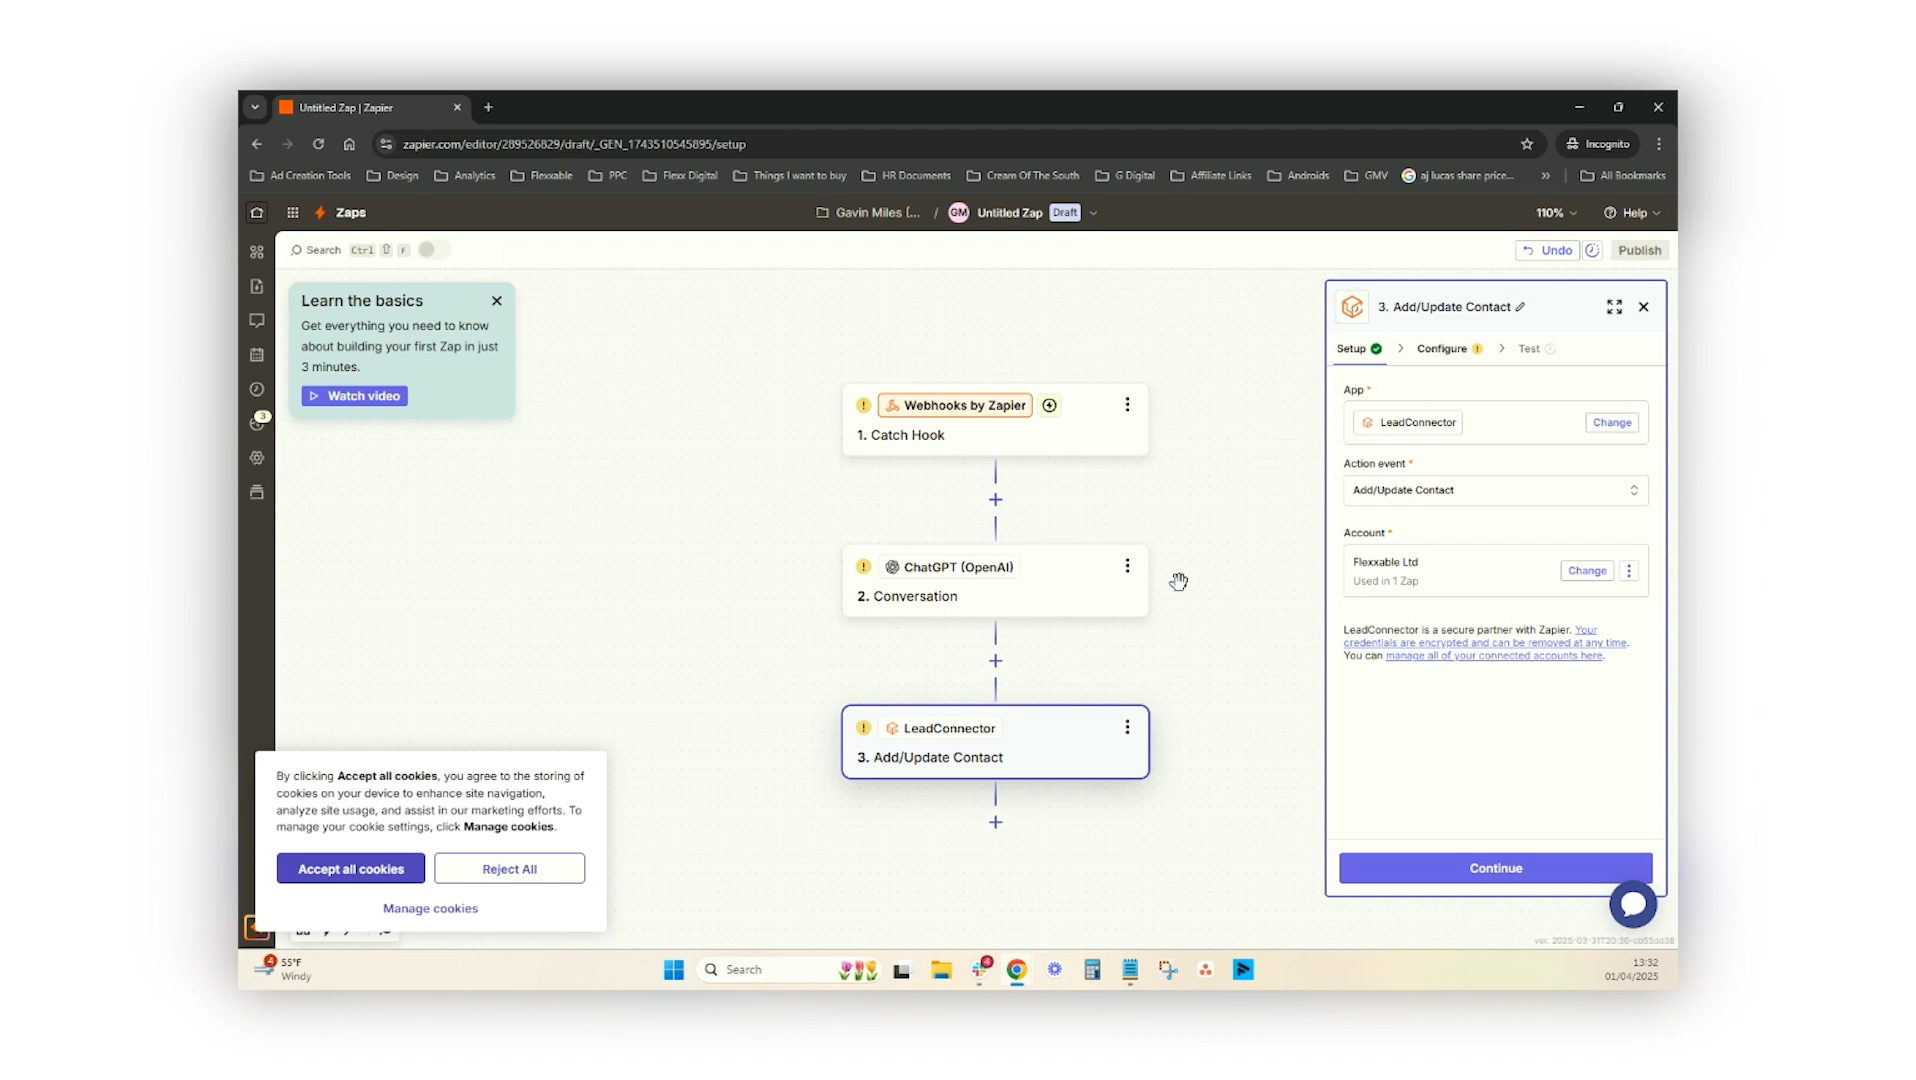 Untitled Zap | Zapier
zapier.com/editor/289526829/draft/_GEN_1743510545895/setup
Incognito
Ad Creation Tools
Design
Analytics
Flexxable
PPC
Flexx Digital
Things I want to buy
HR Documents
Cream Of The South
G Digital
Affiliate Links
Androids
GMV
aj lucas share price...
All Bookmarks
Zaps
Gavin Miles (... / GM Untitled Zap Draft
110%
Help
Search Ctrl ⇧ F
Undo
Publish
Learn the basics
Get everything you need to know
about building your first Zap in just
3 minutes.
Watch video
3
Webhooks by Zapier
1. Catch Hook
ChatGPT (OpenAI)
2. Conversation
LeadConnector
3. Add/Update Contact
3. Add/Update Contact
Setup
Configure
Test
App *
LeadConnector
Change
Action event *
Add/Update Contact
Account *
Flexxable Ltd
Used in 1 Zap
Change
LeadConnector is a secure partner with Zapier. Your
credentials are encrypted and can be removed at any time.
You can manage all of your connected accounts here.
Continue
By clicking Accept all cookies, you agree to the storing of
cookies on your device to enhance site navigation,
analyze site usage, and assist in our marketing efforts. To
manage your cookie settings, click Manage cookies.
Accept all cookies
Reject All
Manage cookies
4
55°F
Windy
Search
4
13:32
01/04/2025